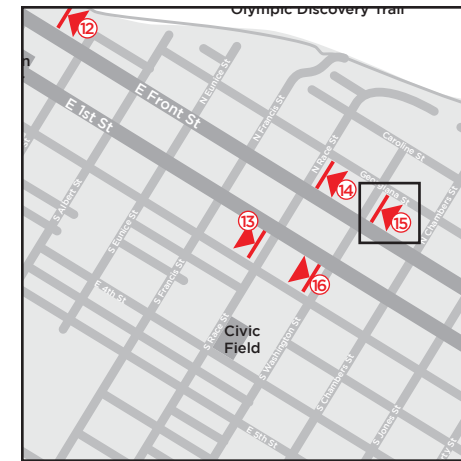 Olympic Discovery Trail
12
n
E Front St
E 1st St
N Eunice St
N Francis St
N Race St
Caroline St
Georgiana St
N Chambers St
14
15
S Albert St
S Eunice St
S Francis St
13
16
E 4th St
S Race St
Civic
Field
S Washington St
S Chambers St
S Jones St
E 5th St